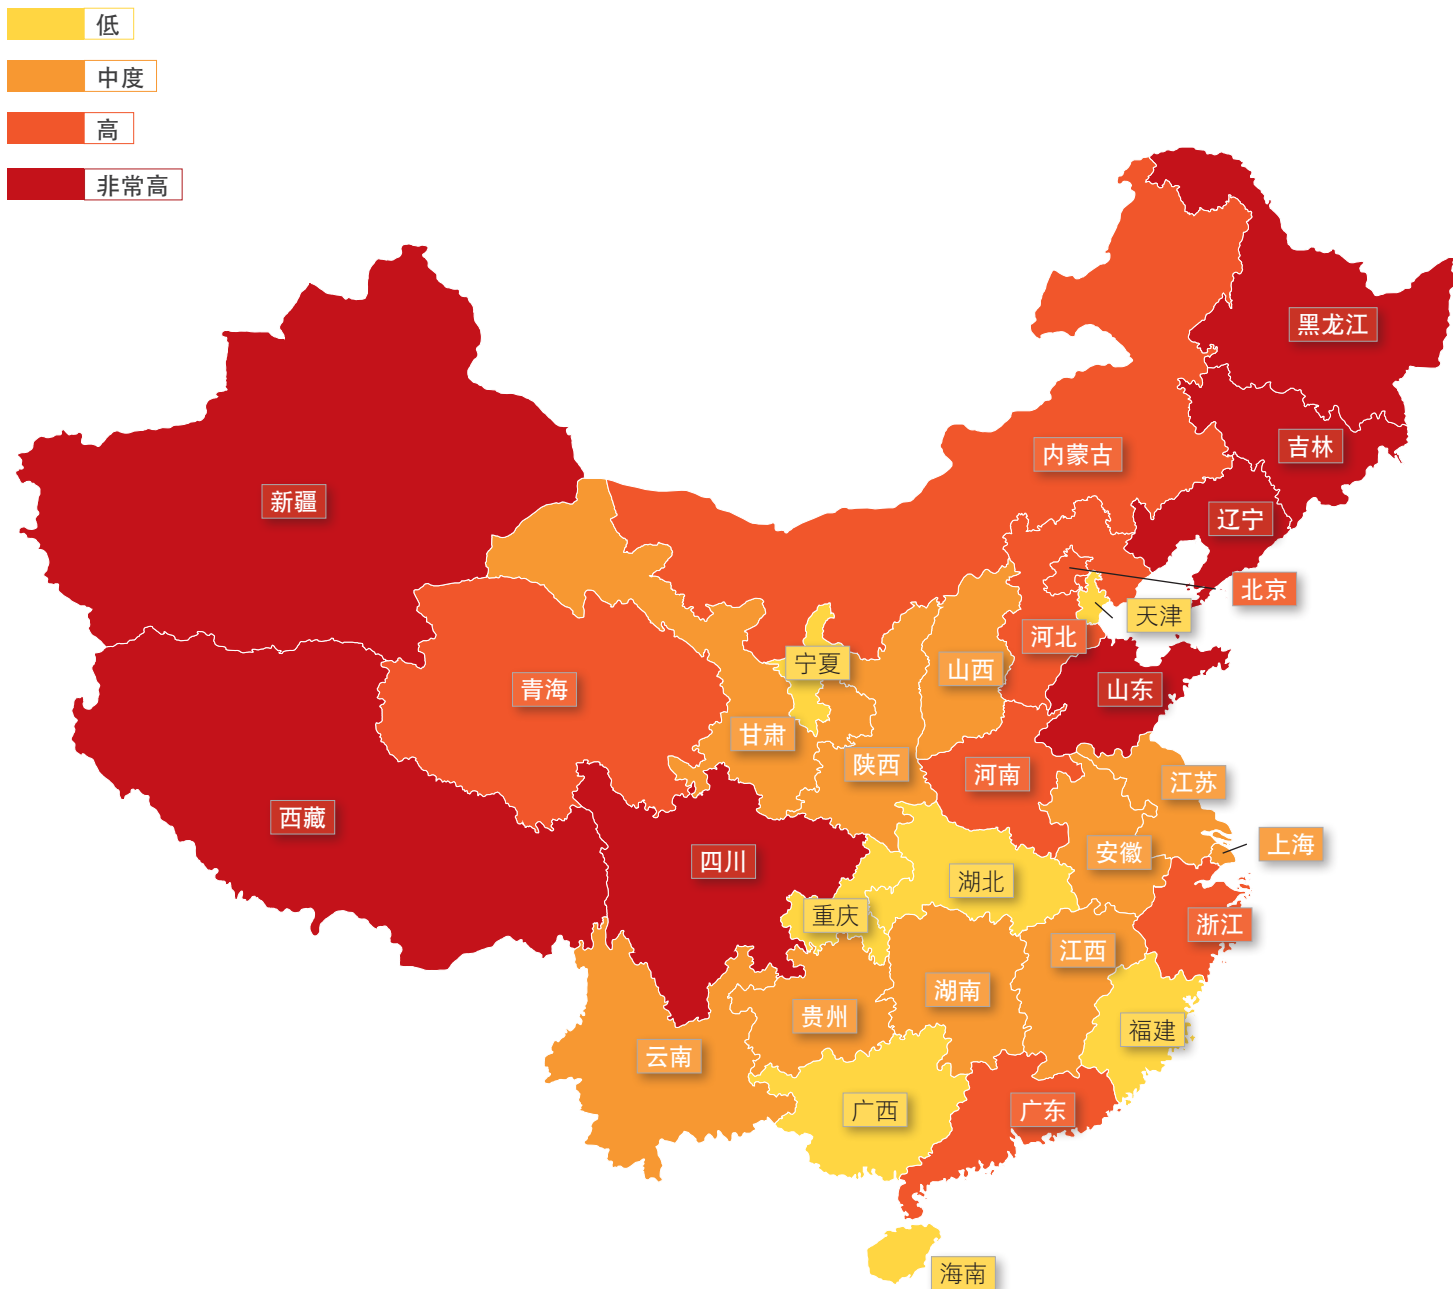 低
中度
高
非常高
黑龙江
吉林
内蒙古
新疆
辽宁
北京
天津
河北
宁夏
山西
青海
山东
甘肃
陕西
河南
江苏
西藏
上海
安徽
四川
湖北
重庆
浙江
江西
湖南
贵州
福建
云南
广西
广东
海南